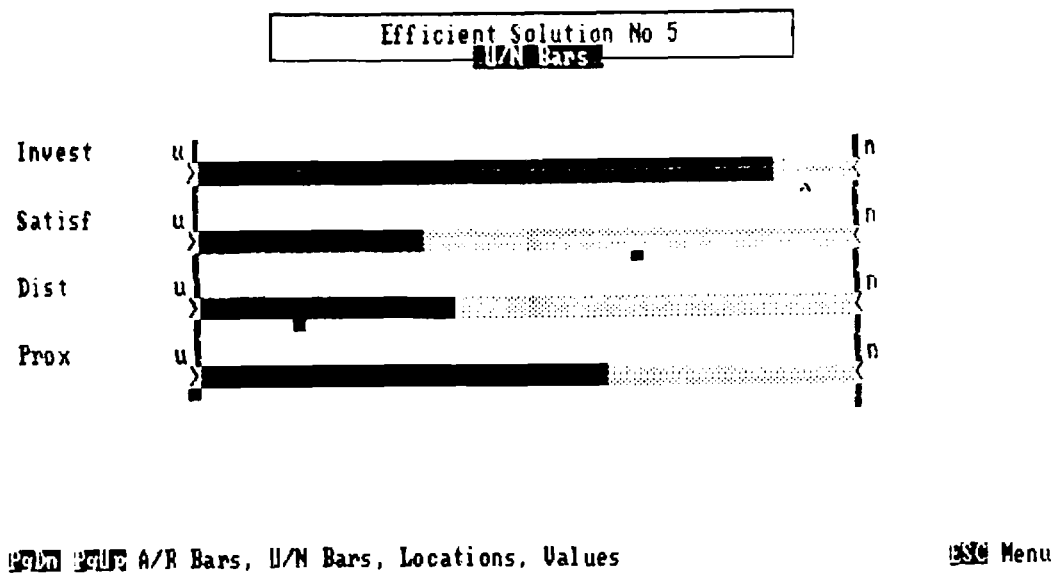 Efficient Solution No 5
U/N Bars
Invest u n
Satisf u n
Dist u n
Prox u n
PgDn PgUp A/R Bars, U/N Bars, Locations, Values ESC Menu